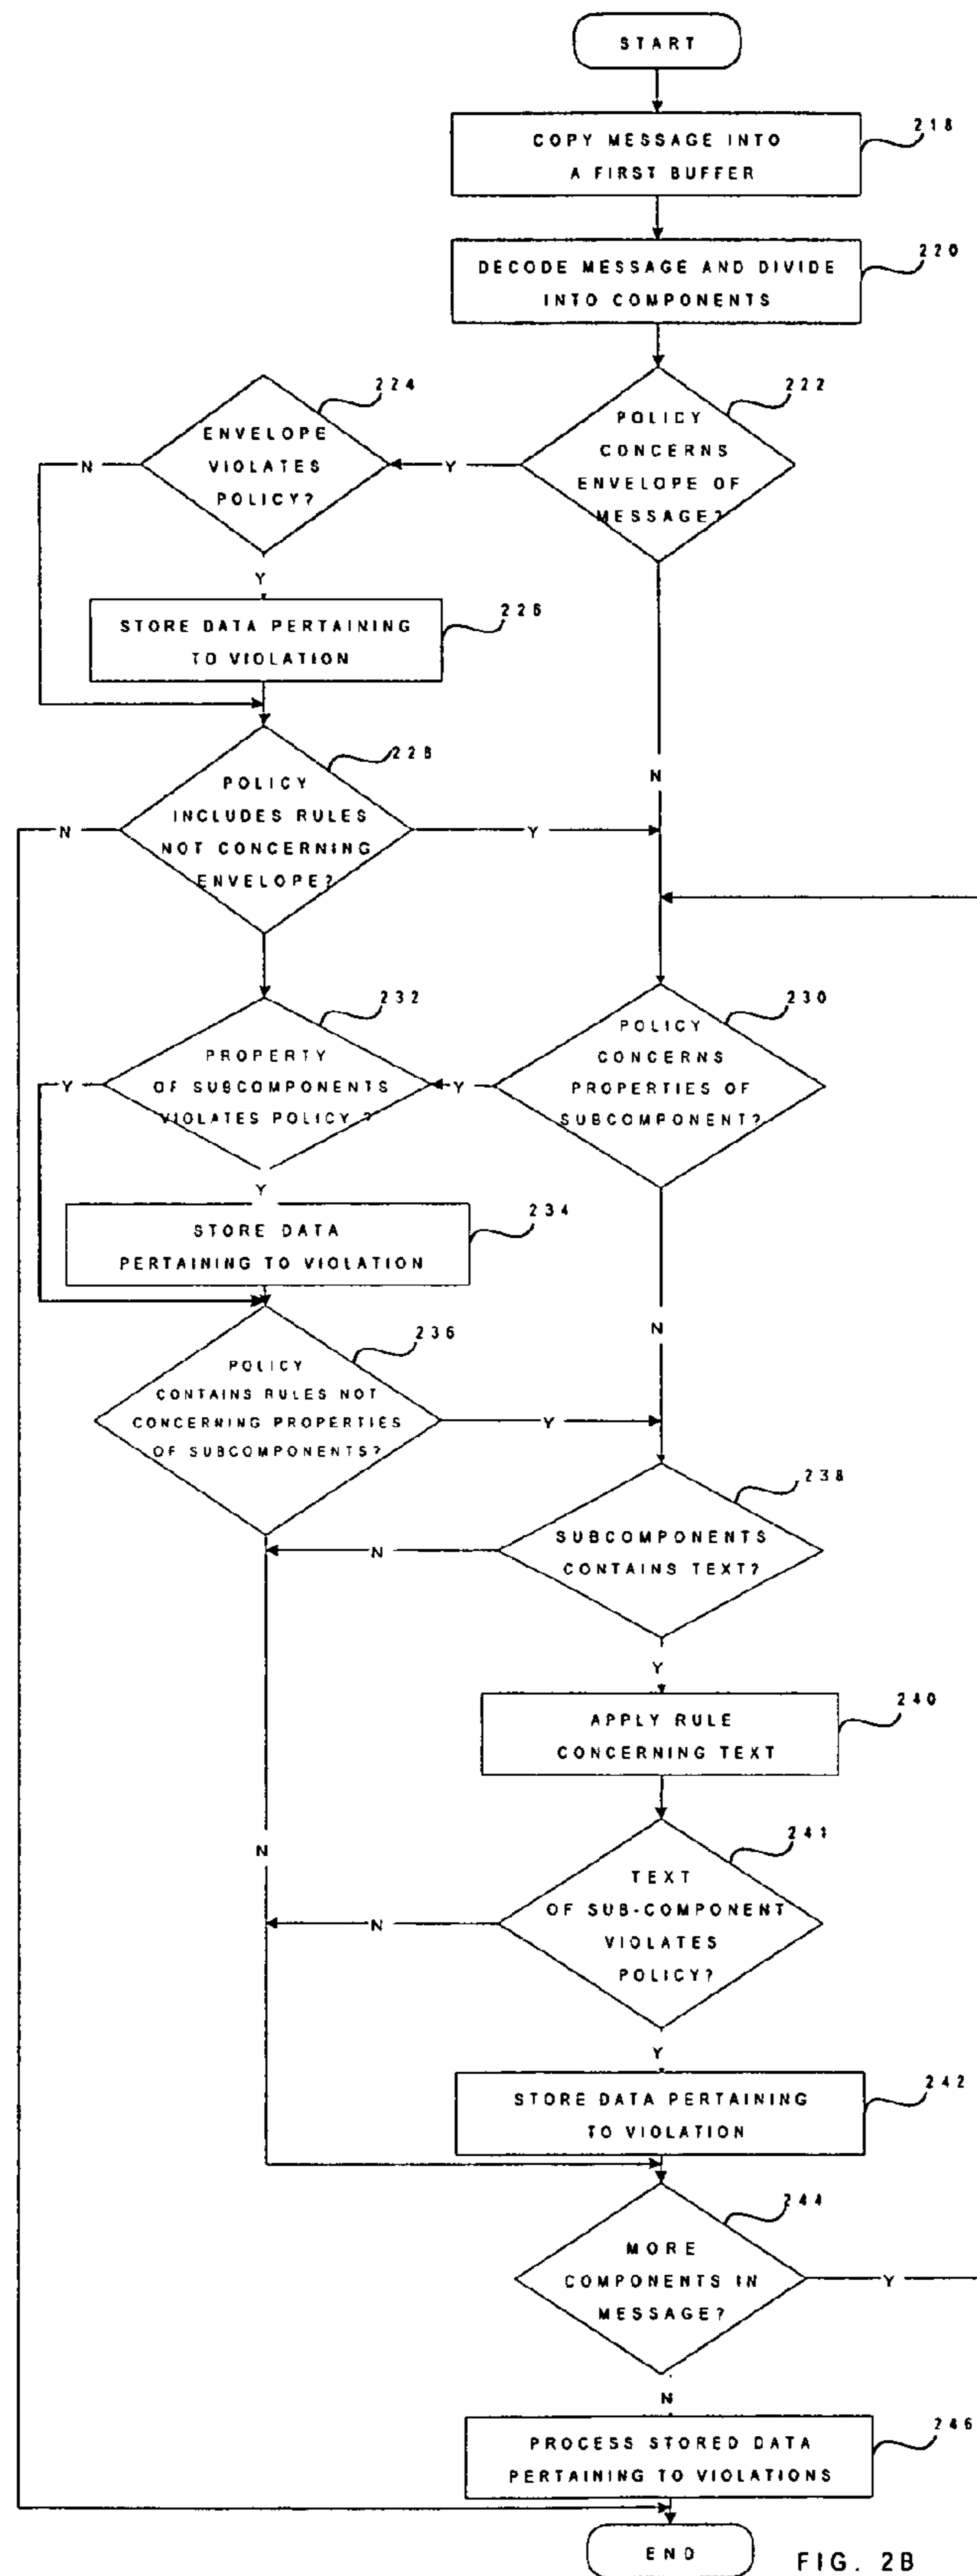 START
COPY MESSAGE INTO
A FIRST BUFFER
218
DECODE MESSAGE AND DIVIDE
INTO COMPONENTS
220
POLICY
CONCERNS
ENVELOPE OF
MESSAGE?
222
Y
ENVELOPE
VIOLATES
POLICY?
224
N
Y
STORE DATA PERTAINING
TO VIOLATION
226
N
POLICY
INCLUDES RULES
NOT CONCERNING
ENVELOPE?
228
N
Y
POLICY
CONCERNS
PROPERTIES OF
SUBCOMPONENT?
230
Y
PROPERTY
OF SUBCOMPONENTS
VIOLATES POLICY ?
232
Y
Y
STORE DATA
PERTAINING TO VIOLATION
234
N
POLICY
CONTAINS RULES NOT
CONCERNING PROPERTIES
OF SUBCOMPONENTS?
236
Y
SUBCOMPONENTS
CONTAINS TEXT?
238
N
Y
APPLY RULE
CONCERNING TEXT
240
N
TEXT
OF SUB-COMPONENT
VIOLATES
POLICY?
241
N
Y
STORE DATA PERTAINING
TO VIOLATION
242
MORE
COMPONENTS IN
MESSAGE?
244
Y
N
PROCESS STORED DATA
PERTAINING TO VIOLATIONS
246
END
FIG. 2B